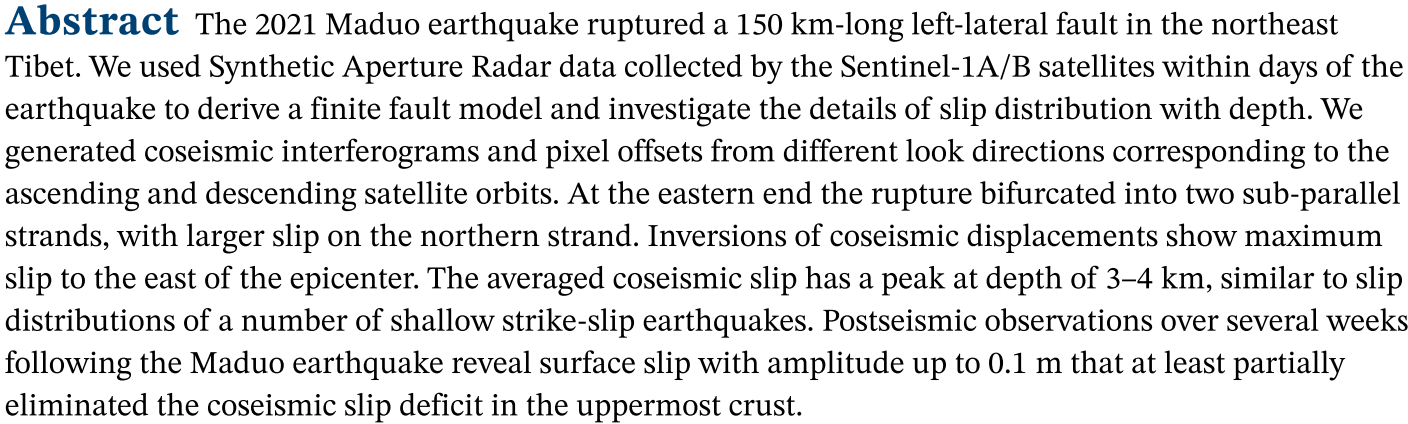 Abstract The 2021 Maduo earthquake ruptured a 150 km-long left-lateral fault in the northeast
Tibet. We used Synthetic Aperture Radar data collected by the Sentinel-1A/B satellites within days of the
earthquake to derive a finite fault model and investigate the details of slip distribution with depth. We
generated coseismic interferograms and pixel offsets from different look directions corresponding to the
ascending and descending satellite orbits. At the eastern end the rupture bifurcated into two sub-parallel
strands, with larger slip on the northern strand. Inversions of coseismic displacements show maximum
slip to the east of the epicenter. The averaged coseismic slip has a peak at depth of 3–4 km, similar to slip
distributions of a number of shallow strike-slip earthquakes. Postseismic observations over several weeks
following the Maduo earthquake reveal surface slip with amplitude up to 0.1 m that at least partially
eliminated the coseismic slip deficit in the uppermost crust.